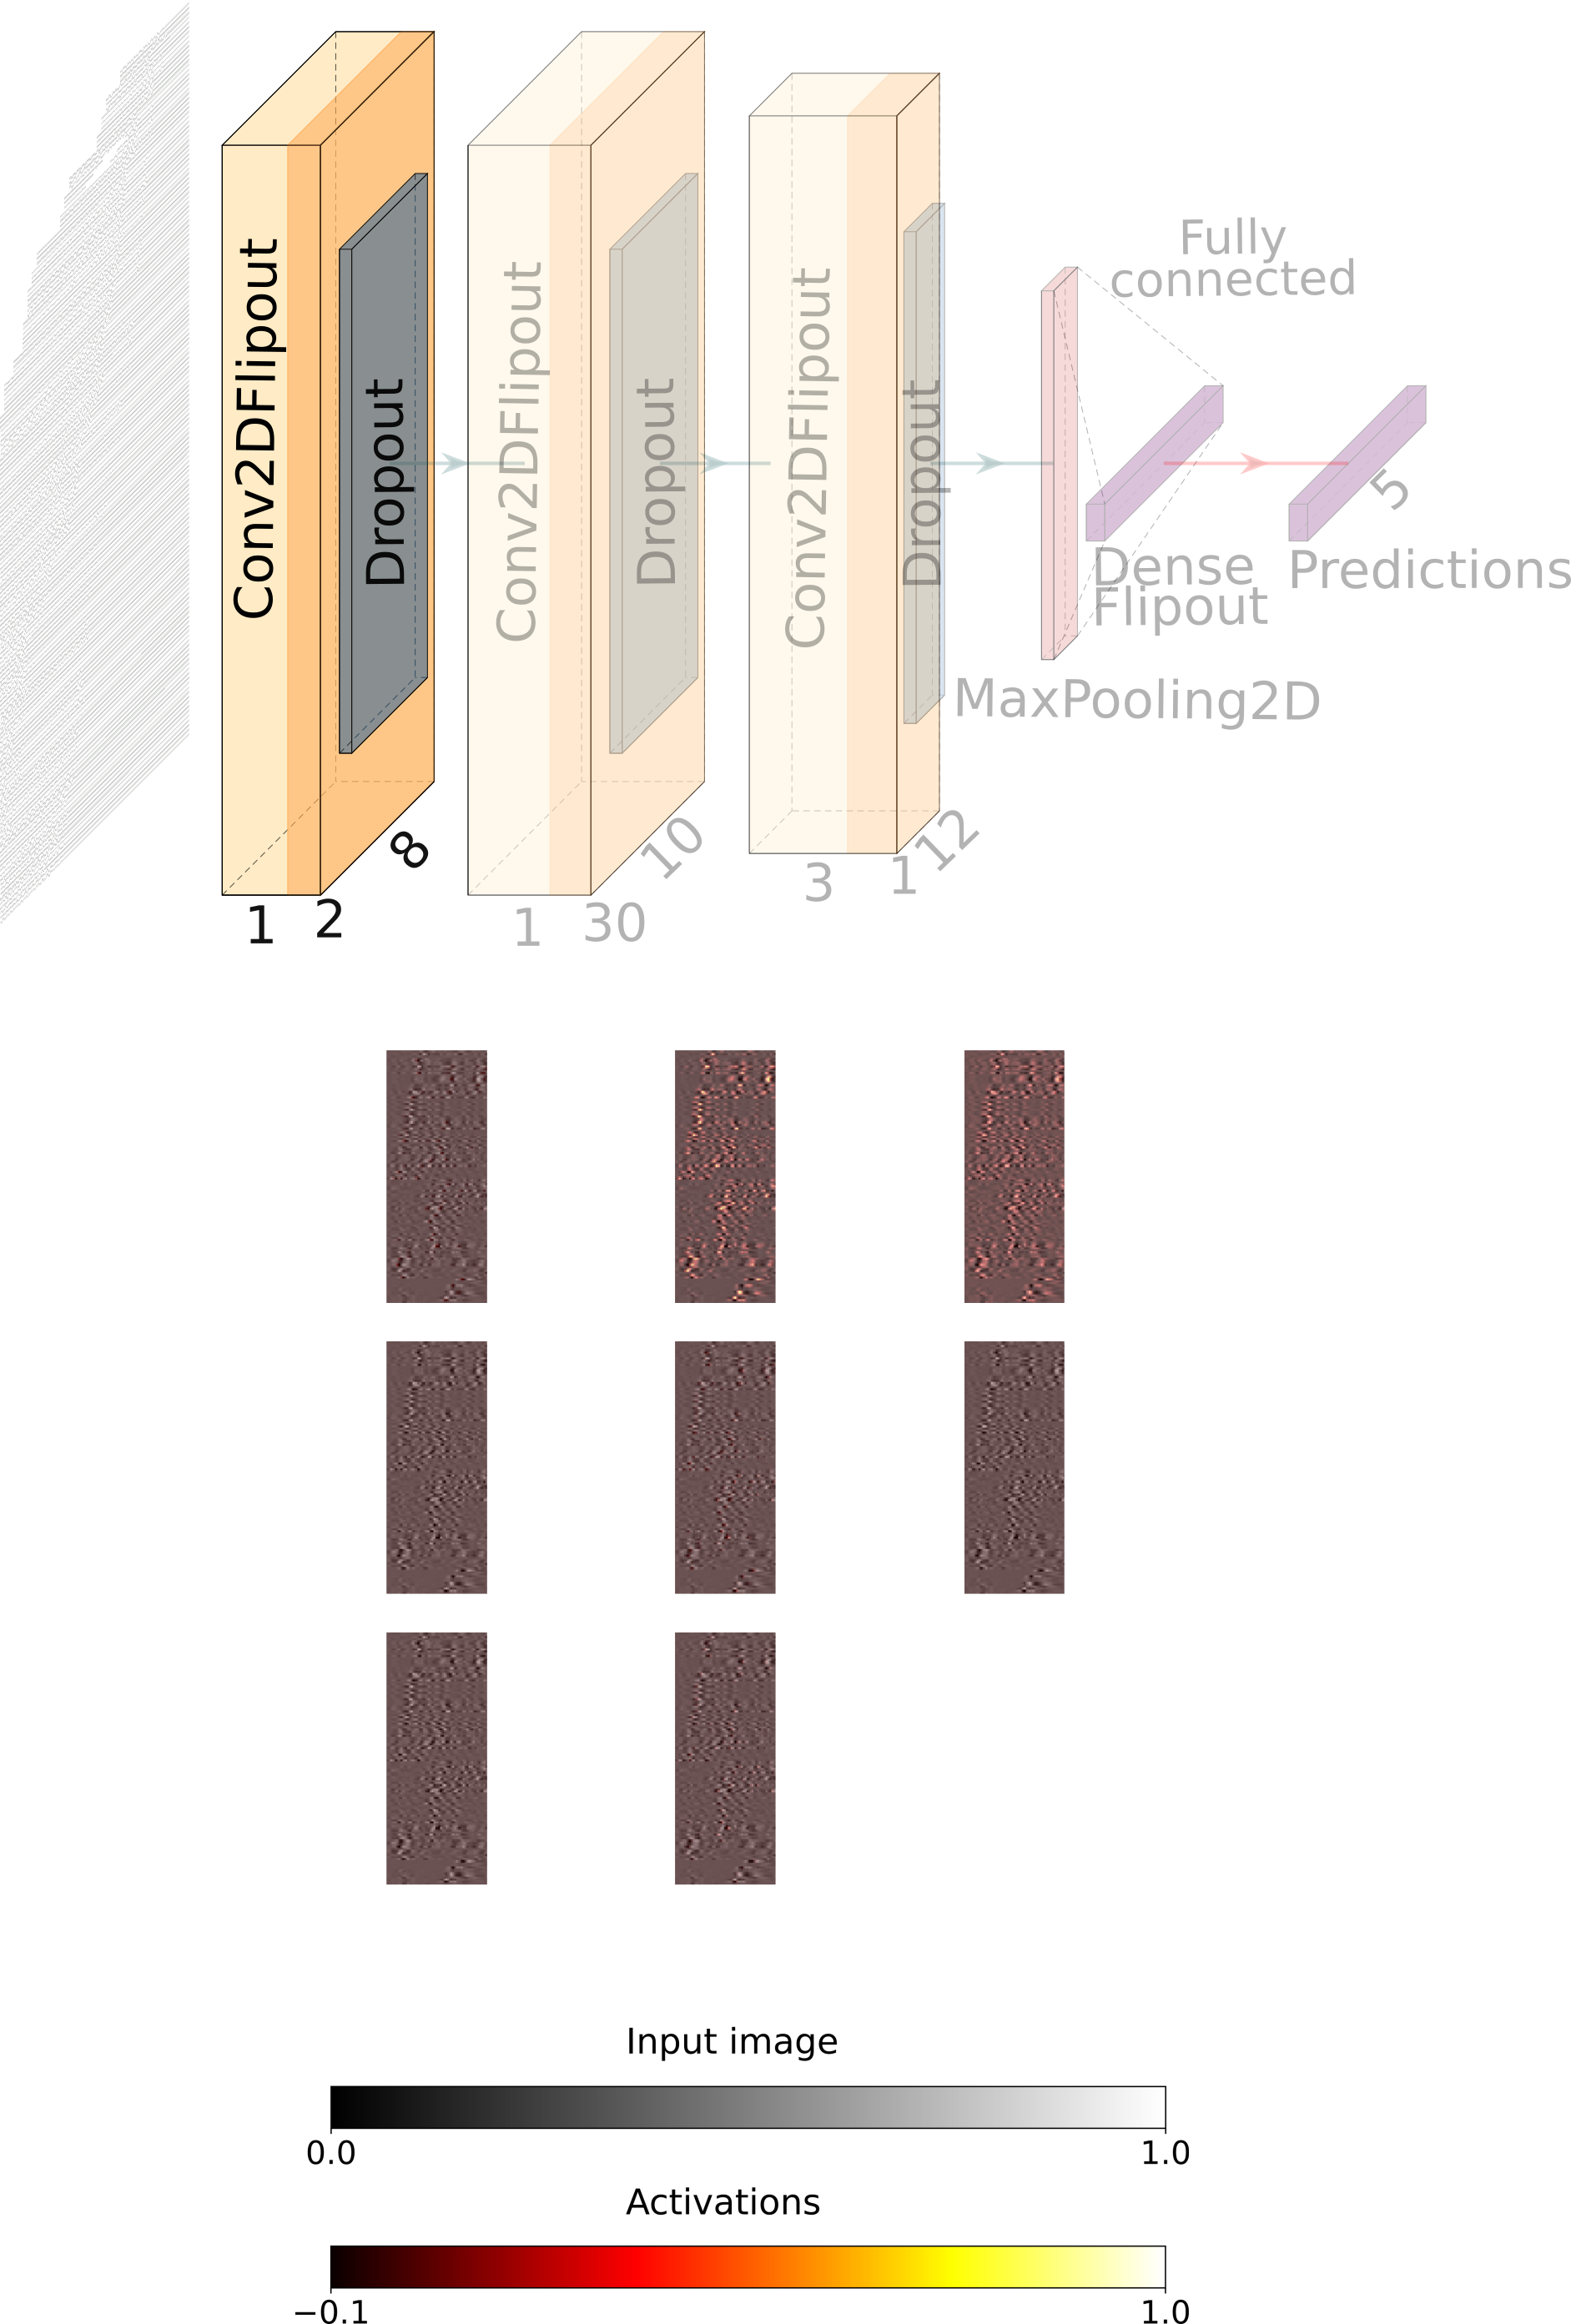 Conv2DFlipout
Dropout
8
1
2
Conv2DFlipout
Dropout
10
1
30
Conv2DFlipout
Dropout
12
3
1
MaxPooling2D
Fully
connected
Dense
Flipout
5
Predictions
Input image
0.0
1.0
Activations
−0.1
1.0